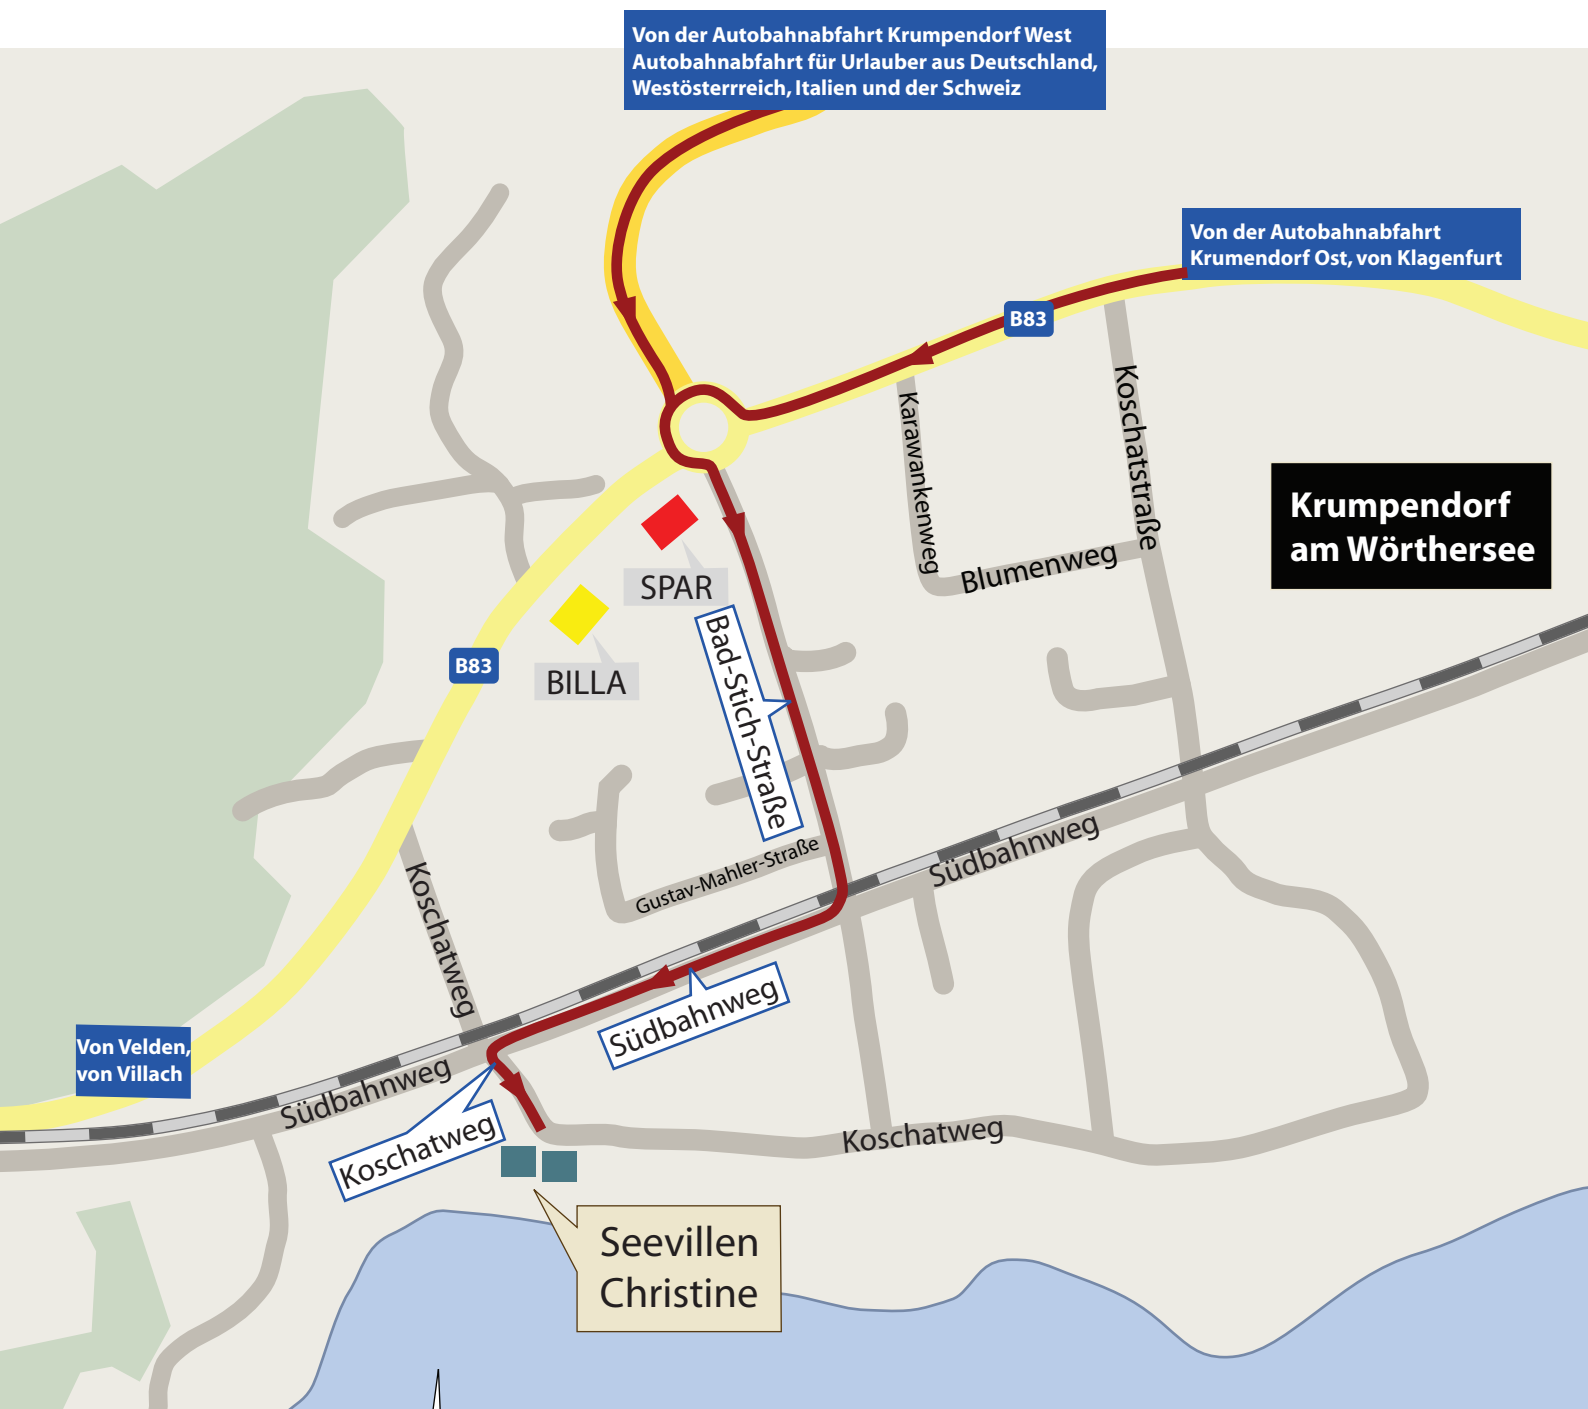 Von der Autobahnabfahrt Krumpendorf West
Autobahnabfahrt für Urlauber aus Deutschland,
Westösterrreich, Italien und der Schweiz
Von der Autobahnabfahrt
Krumendorf Ost, von Klagenfurt
B83
Karawankenweg
Koschatstraße
Blumenweg
Krumpendorf
am Wörthersee
SPAR
BILLA
B83
Bad-Stich-Straße
Gustav-Mahler-Straße
Südbahnweg
Koschatweg
Südbahnweg
Von Velden,
von Villach
Südbahnweg
Koschatweg
Koschatweg
Seevillen
Christine